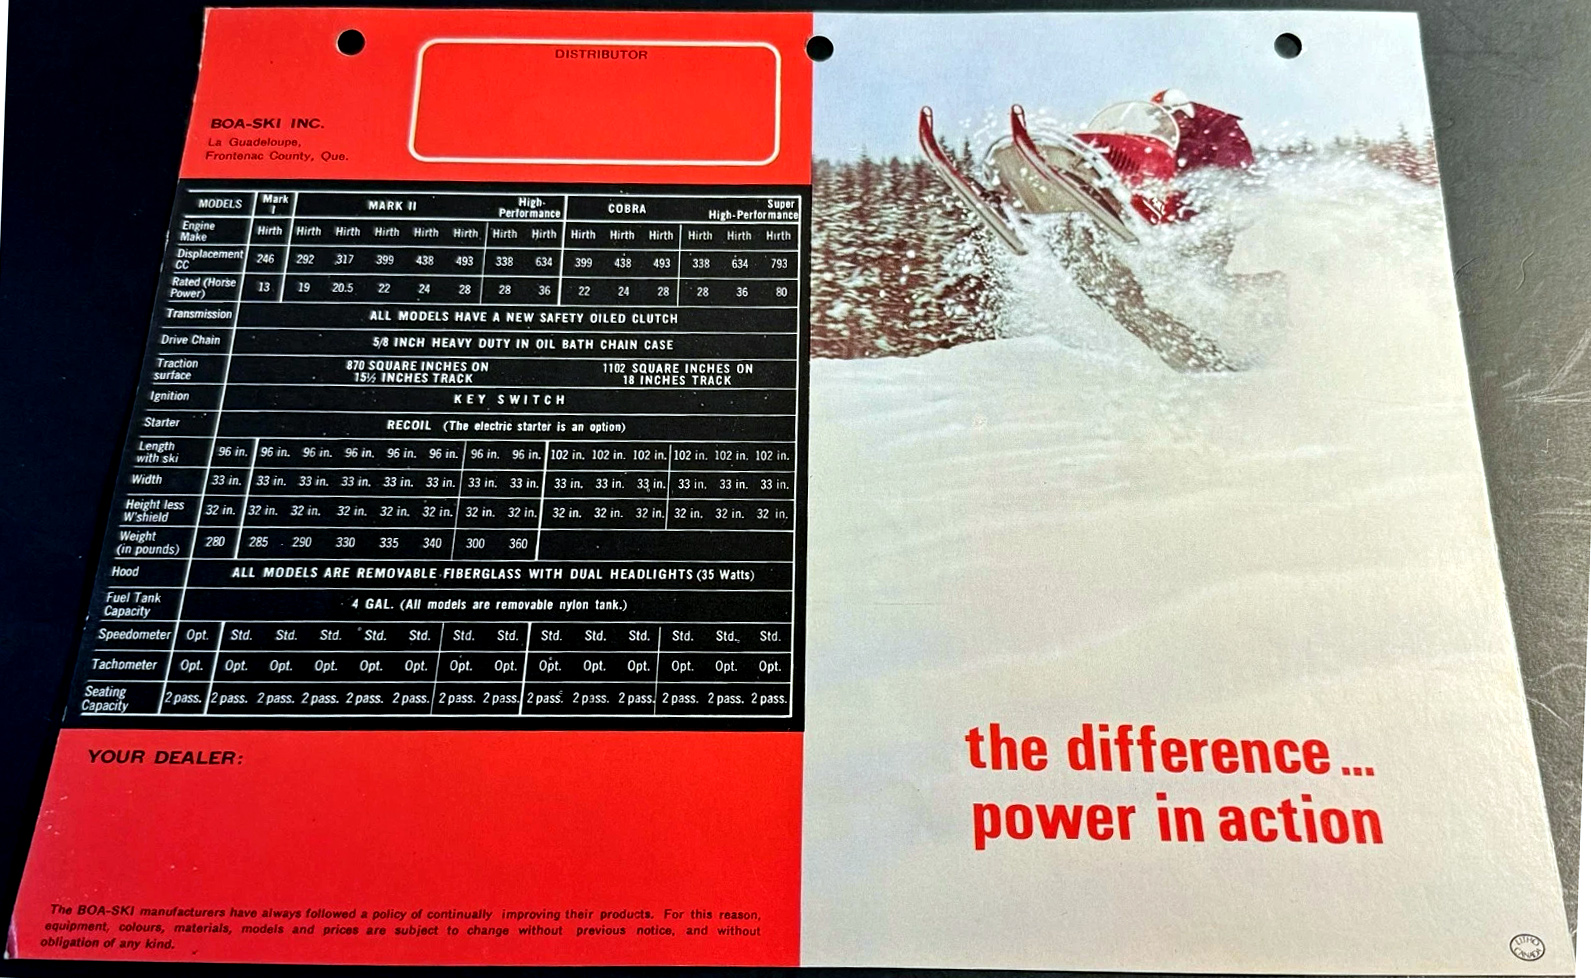 DISTRIBUTOR
BOA-SKI INC.
La Guadeloupe,
Frontenac County, Que.
MODELS Mark I MARK II High-Performance COBRA Super High-Performance
Engine Make Hirth Hirth Hirth Hirth Hirth Hirth Hirth Hirth Hirth Hirth Hirth Hirth Hirth Hirth
Displacement CC 246 292 317 399 438 493 338 634 399 438 493 338 634 793
Rated (Horse Power) 13 19 20.5 22 24 28 28 36 22 24 28 28 36 80
Transmission ALL MODELS HAVE A NEW SAFETY OILED CLUTCH
Drive Chain 5/8 INCH HEAVY DUTY IN OIL BATH CHAIN CASE
Traction surface 870 SQUARE INCHES ON 15½ INCHES TRACK 1102 SQUARE INCHES ON 18 INCHES TRACK
Ignition KEY SWITCH
Starter RECOIL (The electric starter is an option)
Length with ski 96 in. 96 in. 96 in. 96 in. 96 in. 96 in. 96 in. 96 in. 102 in. 102 in. 102 in. 102 in. 102 in. 102 in.
Width 33 in. 33 in. 33 in. 33 in. 33 in. 33 in. 33 in. 33 in. 33 in. 33 in. 33 in. 33 in. 33 in. 33 in.
Height less W'shield 32 in. 32 in. 32 in. 32 in. 32 in. 32 in. 32 in. 32 in. 32 in. 32 in. 32 in. 32 in. 32 in. 32 in.
Weight (in pounds) 280 285 290 330 335 340 300 360
Hood ALL MODELS ARE REMOVABLE FIBERGLASS WITH DUAL HEADLIGHTS (35 Watts)
Fuel Tank Capacity 4 GAL. (All models are removable nylon tank.)
Speedometer Opt. Std. Std. Std. Std. Std. Std. Std. Std. Std. Std. Std. Std. Std.
Tachometer Opt. Opt. Opt. Opt. Opt. Opt. Opt. Opt. Opt. Opt. Opt. Opt. Opt. Opt.
Seating Capacity 2 pass. 2 pass. 2 pass. 2 pass. 2 pass. 2 pass. 2 pass. 2 pass. 2 pass. 2 pass. 2 pass. 2 pass. 2 pass. 2 pass.
YOUR DEALER:
The BOA-SKI manufacturers have always followed a policy of continually improving their products. For this reason,
equipment, colours, materials, models and prices are subject to change without previous notice, and without
obligation of any kind.
the difference...
power in action
LITHO
CANADA